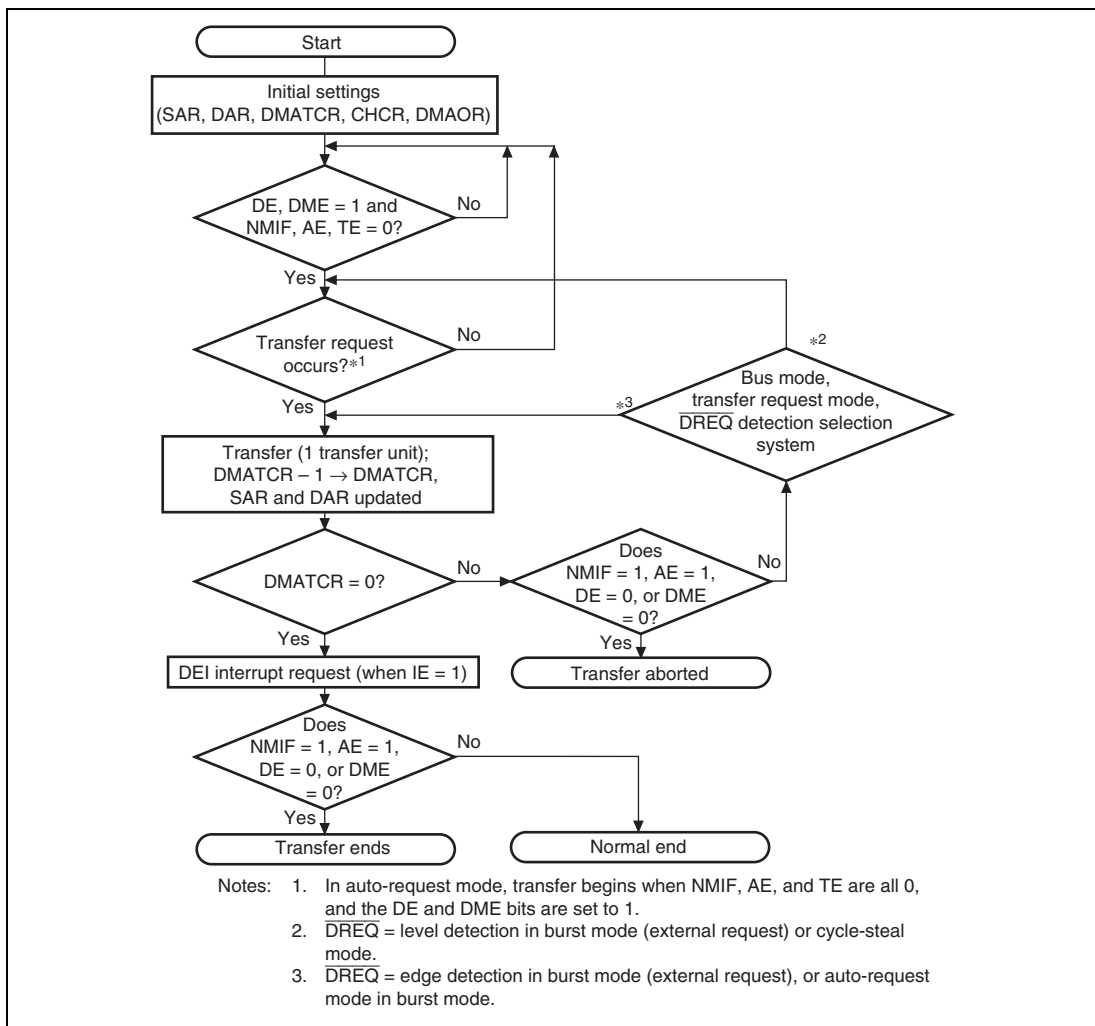 Start
Initial settings
(SAR, DAR, DMATCR, CHCR, DMAOR)
DE, DME = 1 and
NMIF, AE, TE = 0?
No
Yes
Transfer request
occurs?*1
No
Yes
*2
Bus mode,
transfer request mode,
DREQ detection selection
system
*3
Transfer (1 transfer unit);
DMATCR – 1 → DMATCR,
SAR and DAR updated
DMATCR = 0?
No
Yes
Does
NMIF = 1, AE = 1,
DE = 0, or DME
= 0?
No
Yes
Transfer aborted
DEI interrupt request (when IE = 1)
Does
NMIF = 1, AE = 1,
DE = 0, or DME
= 0?
No
Yes
Transfer ends
Normal end
Notes: 1. In auto-request mode, transfer begins when NMIF, AE, and TE are all 0,
and the DE and DME bits are set to 1.
2. DREQ = level detection in burst mode (external request) or cycle-steal
mode.
3. DREQ = edge detection in burst mode (external request), or auto-request
mode in burst mode.